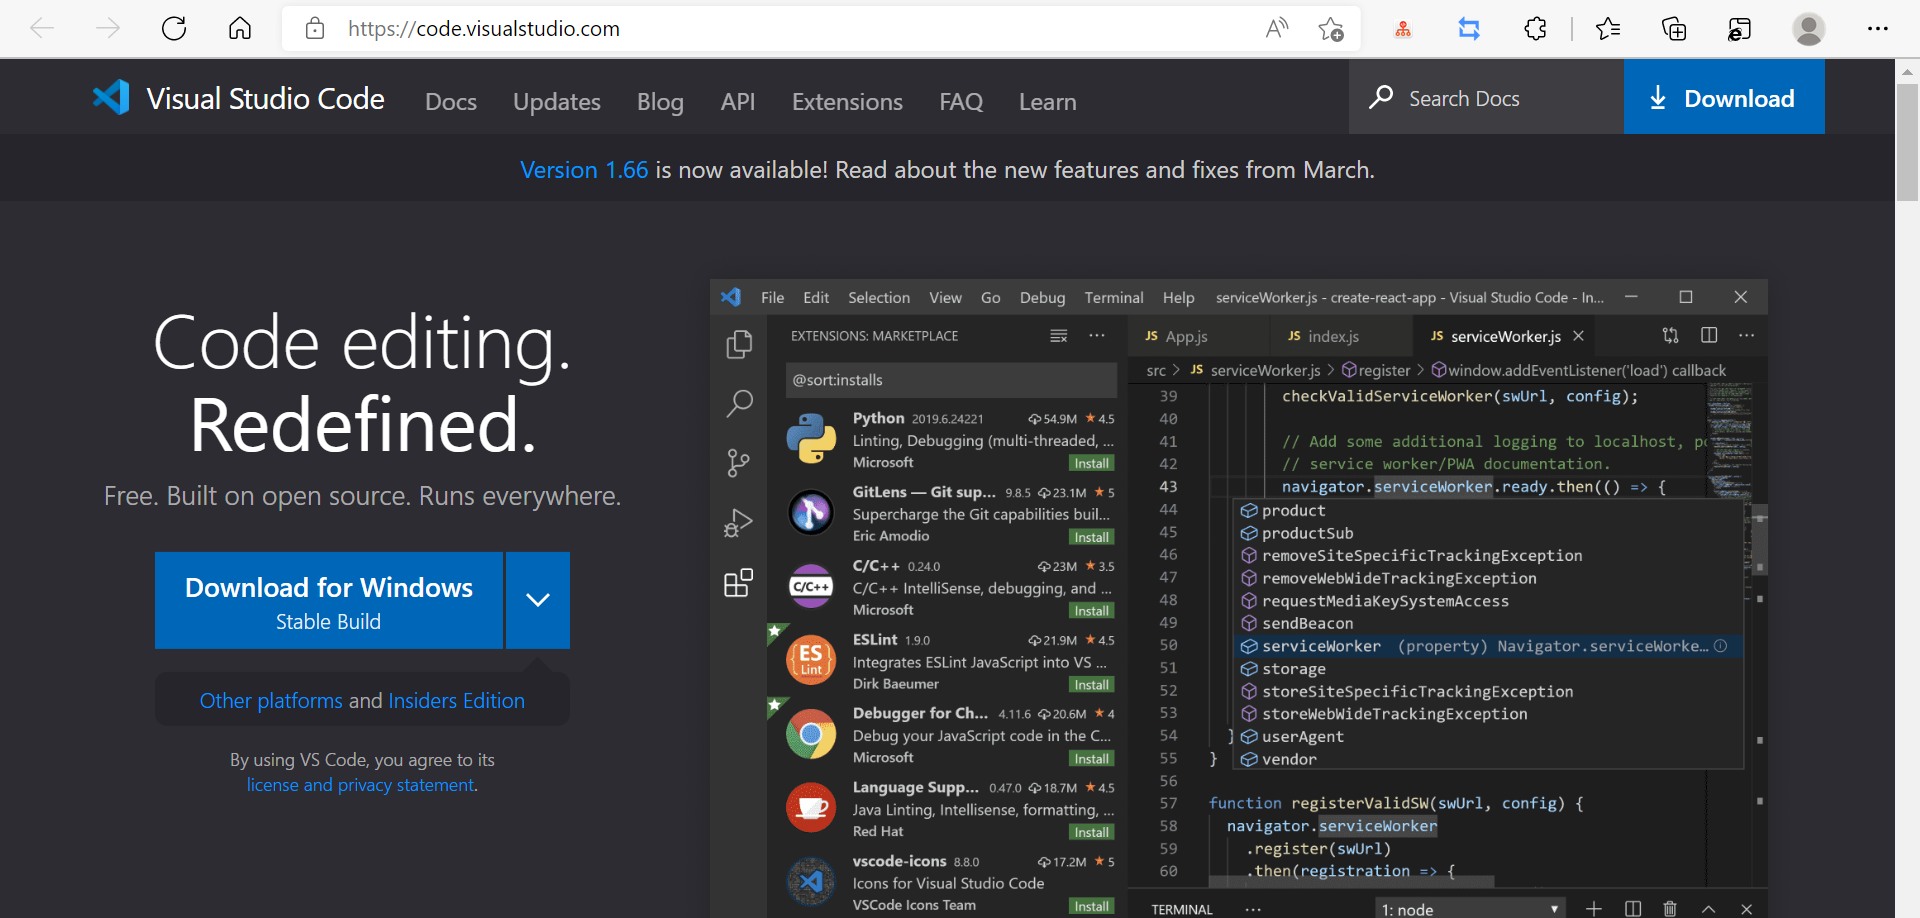 https://code.visualstudio.com
Visual Studio Code
Docs
Updates
Blog
API
Extensions
FAQ
Learn
Search Docs
Download
Version 1.66 is now available! Read about the new features and fixes from March.
Code editing.
Redefined.
Free. Built on open source. Runs everywhere.
Download for Windows
Stable Build
Other platforms and Insiders Edition
By using VS Code, you agree to its
license and privacy statement.
File Edit Selection View Go Debug Terminal Help serviceWorker.js - create-react-app - Visual Studio Code - In...
EXTENSIONS: MARKETPLACE
@sort:installs
Python 2019.6.24221 54.9M 4.5
Linting, Debugging (multi-threaded, ...
Microsoft Install
GitLens — Git sup... 9.8.5 23.1M 5
Supercharge the Git capabilities buil...
Eric Amodio Install
C/C++
C/C++ 0.24.0 23M 3.5
C/C++ IntelliSense, debugging, and ...
Microsoft Install
ES
Lint
ESLint 1.9.0 21.9M 4.5
Integrates ESLint JavaScript into VS ...
Dirk Baeumer Install
Debugger for Ch... 4.11.6 20.6M 4
Debug your JavaScript code in the C...
Microsoft Install
Language Supp... 0.47.0 18.7M 4.5
Java Linting, Intellisense, formatting, ...
Red Hat Install
vscode-icons 8.8.0 17.2M 5
Icons for Visual Studio Code
VSCode Icons Team Install
JS App.js
JS index.js
JS serviceWorker.js
src > JS serviceWorker.js > register > window.addEventListener('load') callback
39 checkValidServiceWorker(swUrl, config);
40
41 // Add some additional logging to localhost, po
42 // service worker/PWA documentation.
43 navigator.serviceWorker.ready.then(() => {
44 product
45 productSub
46 removeSiteSpecificTrackingException
47 removeWebWideTrackingException
48 requestMediaKeySystemAccess
49 sendBeacon
50 serviceWorker (property) Navigator.serviceWorke...
51 storage
52 storeSiteSpecificTrackingException
53 storeWebWideTrackingException
54 } userAgent
55 } vendor
56
57 function registerValidSW(swUrl, config) {
58 navigator.serviceWorker
59 .register(swUrl)
60 .then(registration => {
TERMINAL ... 1: node